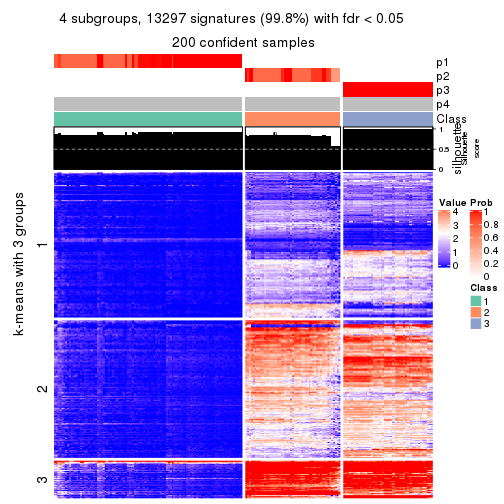 4 subgroups, 13297 signatures (99.8%) with fdr < 0.05
200 confident samples
p1
p2
p3
p4
Class
1
0.5
0
silhouette
Silhouette
score
k-means with 3 groups
1
2
3
Value
4
3
2
1
0
Prob
1
0.8
0.6
0.4
0.2
0
Class
1
2
3